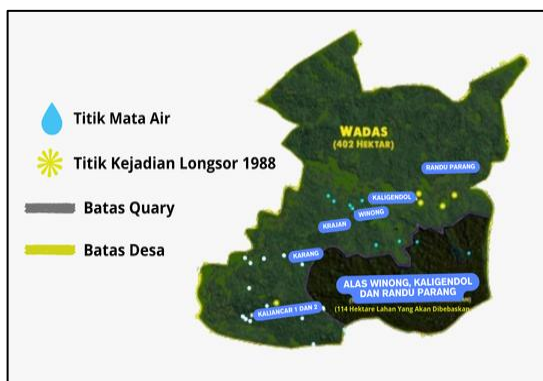 Titik Mata Air
Titik Kejadian Longsor 1988
Batas Quary
Batas Desa
WADAS
(402 HEKTAR)
RANDU PARANG
KALIGENDOL
WINONG
KRAJAN
KARANG
KALIANCAR 1 DAN 2
ALAS WINONG, KALIGENDOL
DAN RANDU PARANG
(114 Hektare Lahan Yang Akan Dibebaskan